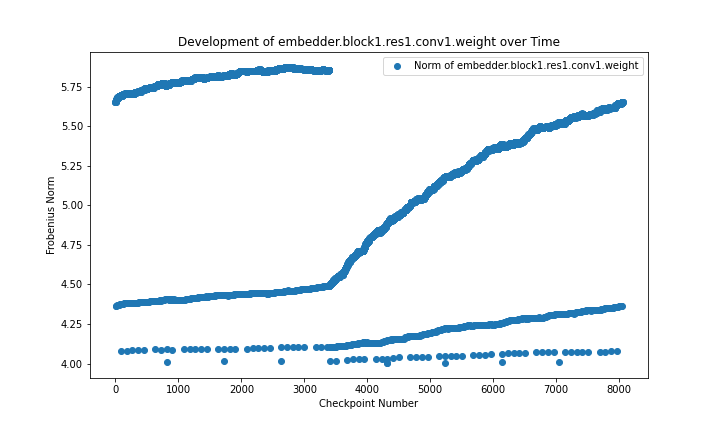 Development of embedder.block1.res1.conv1.weight over Time
Norm of embedder.block1.res1.conv1.weight
Frobenius Norm
5.75
5.50
5.25
5.00
4.75
4.50
4.25
4.00
0 1000 2000 3000 4000 5000 6000 7000 8000
Checkpoint Number